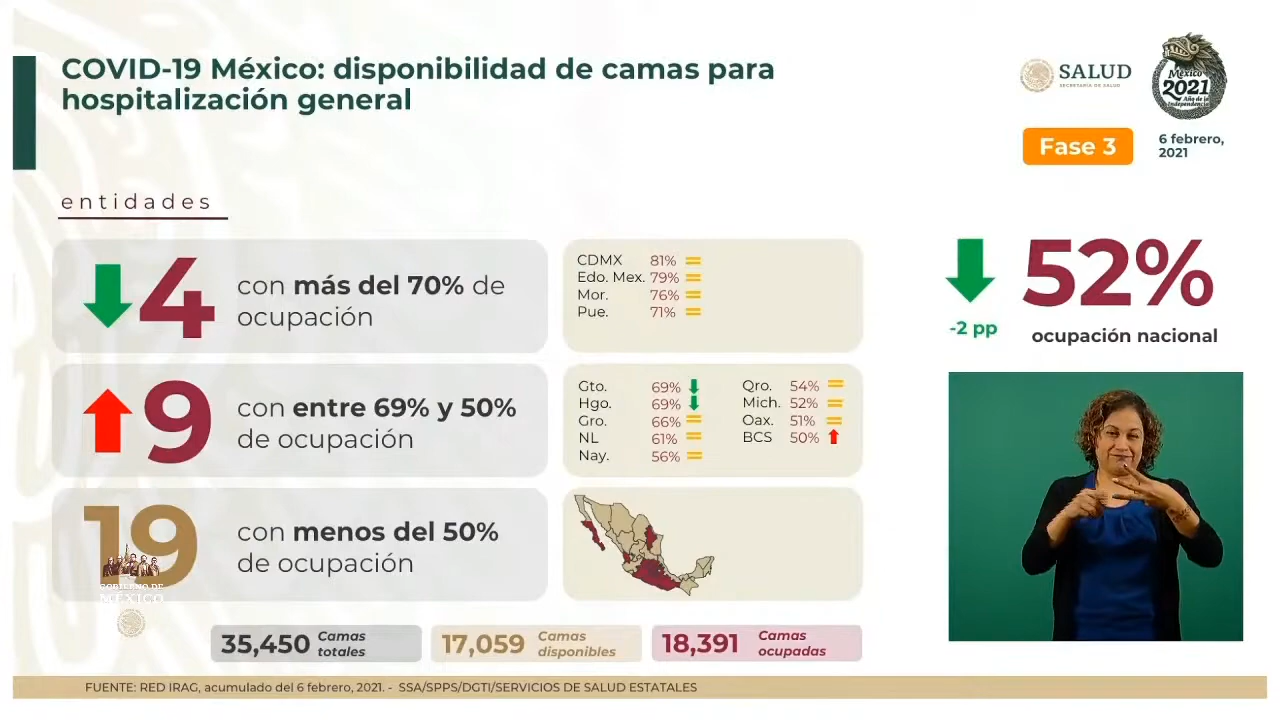 COVID-19 México: disponibilidad de camas para
hospitalización general
SALUD
SECRETARÍA DE SALUD
México
2021
Año de la
Independencia
Fase 3
6 febrero,
2021
entidades
4 con más del 70% de
ocupación
CDMX 81%
Edo. Mex. 79%
Mor. 76%
Pue. 71%
52%
-2 pp
ocupación nacional
9 con entre 69% y 50%
de ocupación
Gto. 69%
Hgo. 69%
Gro. 66%
NL 61%
Nay. 56%
Qro. 54%
Mich. 52%
Oax. 51%
BCS 50%
19 con menos del 50%
de ocupación
GOBIERNO DE
MÉXICO
35,450 Camas
totales
17,059 Camas
disponibles
18,391 Camas
ocupadas
FUENTE: RED IRAG, acumulado del 6 febrero, 2021. - SSA/SPPS/DGTI/SERVICIOS DE SALUD ESTATALES